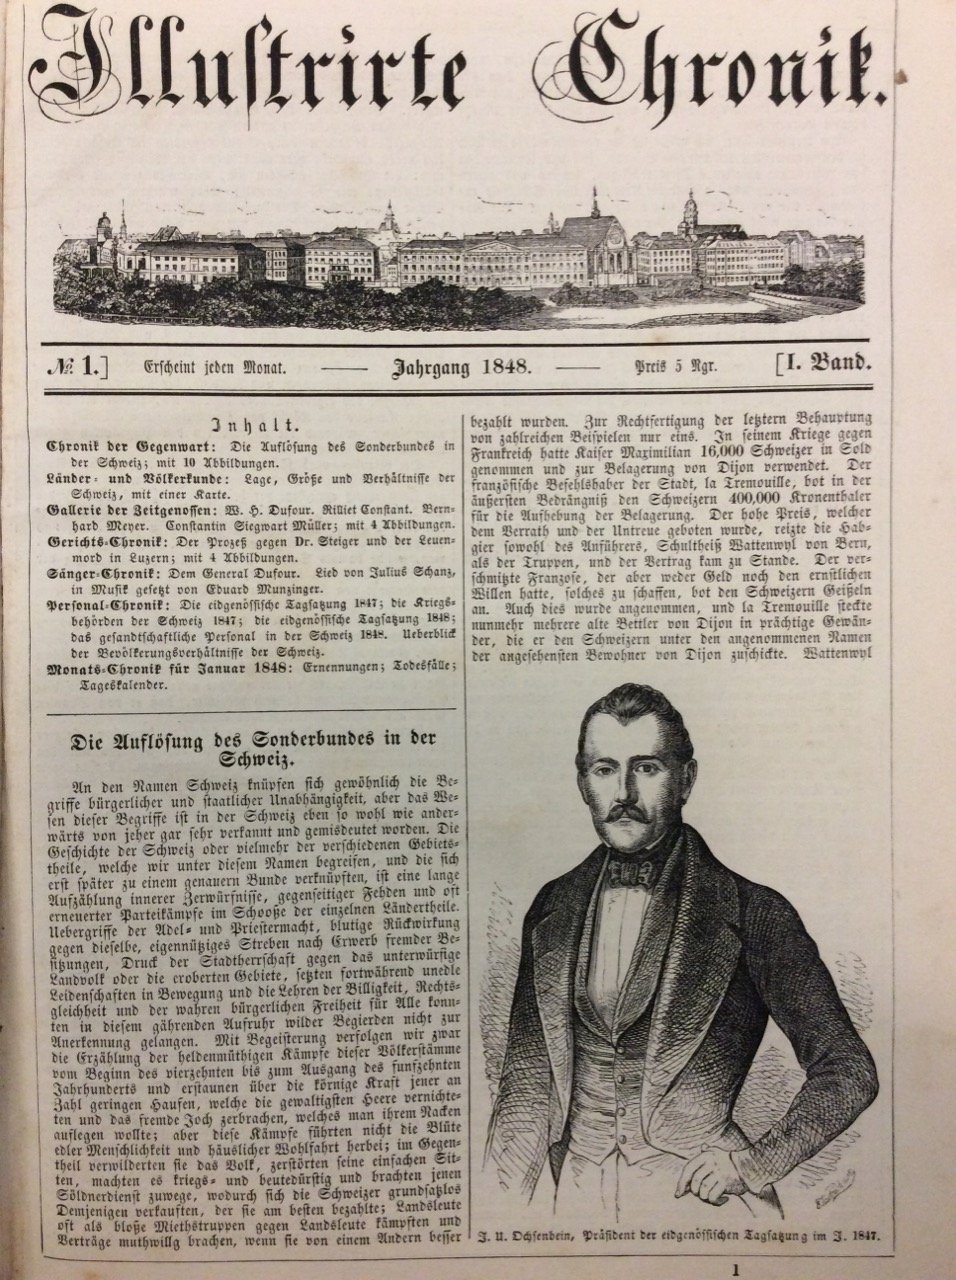 Illustrirte Chronik.
№ 1.] Erscheint jeden Monat. —— Jahrgang 1848. —— Preis 5 Ngr. [I. Band.
Inhalt.
Chronik der Gegenwart: Die Auflösung des Sonderbundes in
der Schweiz; mit 10 Abbildungen.
Länder- und Völkerkunde: Lage, Größe und Verhältnisse der
Schweiz, mit einer Karte.
Gallerie der Zeitgenossen: W. H. Dufour. Rilliet Constant. Bern-
hard Meyer. Constantin Siegwart Müller; mit 4 Abbildungen.
Gerichts-Chronik: Der Prozeß gegen Dr. Steiger und der Leuen-
mord in Luzern; mit 4 Abbildungen.
Sänger-Chronik: Dem General Dufour. Lied von Julius Schanz,
in Musik gesetzt von Eduard Munzinger.
Personal-Chronik: Die eidgenössische Tagsatzung 1847; die Kriegs-
behörden der Schweiz 1847; die eidgenössische Tagsatzung 1848;
das gesandtschaftliche Personal in der Schweiz 1848. Ueberblick
der Bevölkerungsverhältnisse der Schweiz.
Monats-Chronik für Januar 1848: Ernennungen; Todesfälle;
Tageskalender.
Die Auflösung des Sonderbundes in der
Schweiz.
An den Namen Schweiz knüpfen sich gewöhnlich die Be-
griffe bürgerlicher und staatlicher Unabhängigkeit, aber das We-
sen dieser Begriffe ist in der Schweiz eben so wohl wie ander-
wärts von jeher gar sehr verkannt und gemisdeutet worden. Die
Geschichte der Schweiz oder vielmehr der verschiedenen Gebiets-
theile, welche wir unter diesem Namen begreifen, und die sich
erst später zu einem genauern Bunde verknüpften, ist eine lange
Aufzählung innerer Zerwürfnisse, gegenseitiger Fehden und oft
erneuerter Parteikämpfe im Schooße der einzelnen Ländertheile.
Uebergriffe der Adel- und Priestermacht, blutige Rückwirkung
gegen dieselbe, eigennütziges Streben nach Erwerb fremder Be-
sitzungen, Druck der Stadtherrschaft gegen das unterwürfige
Landvolk oder die eroberten Gebiete, setzten fortwährend unedle
Leidenschaften in Bewegung und die Lehren der Billigkeit, Rechts-
gleichheit und der wahren bürgerlichen Freiheit für Alle konn-
ten in diesem gährenden Aufruhr wilder Begierden nicht zur
Anerkennung gelangen. Mit Begeisterung verfolgen wir zwar
die Erzählung der heldenmüthigen Kämpfe dieser Völkerstämme
vom Beginn des vierzehnten bis zum Ausgang des funfzehnten
Jahrhunderts und erstaunen über die körnige Kraft jener an
Zahl geringen Haufen, welche die gewaltigsten Heere vernichte-
ten und das fremde Joch zerbrachen, welches man ihrem Nacken
auflegen wollte; aber diese Kämpfe führten nicht die Blüte
edler Menschlichkeit und häuslicher Wohlfahrt herbei; im Gegen-
theil verwilderten sie das Volk, zerstörten seine einfachen Sit-
ten, machten es kriegs- und beutedürstig und brachten jenen
Söldnerdienst zuwege, wodurch sich die Schweizer grundsatzlos
Demjenigen verkauften, der sie am besten bezahlte; Landsleute
oft als bloße Miethstruppen gegen Landsleute kämpften und
Verträge muthwillg brachen, wenn sie von einem Andern besser
bezahlt wurden. Zur Rechtfertigung der letztern Behauptung
von zahlreichen Beispielen nur eins. In seinem Kriege gegen
Frankreich hatte Kaiser Maximilian 16,000 Schweizer in Sold
genommen und zur Belagerung von Dijon verwendet. Der
französische Befehlshaber der Stadt, la Tremouille, bot in der
äußersten Bedrängniß den Schweizern 400,000 Kronenthaler
für die Aufhebung der Belagerung. Der hohe Preis, welcher
dem Verrath und der Untreue geboten wurde, reizte die Hab-
gier sowohl des Anführers, Schultheiß Wattenwyl von Bern,
als der Truppen, und der Vertrag kam zu Stande. Der ver-
schmitzte Franzose, der aber weder Geld noch den ernstlichen
Willen hatte, solches zu schaffen, bot den Schweizern Geißeln
an. Auch dies wurde angenommen, und la Tremouille steckte
nunmehr mehrere alte Bettler von Dijon in prächtige Gewän-
der, die er den Schweizern unter den angenommenen Namen
der angesehensten Bewohner von Dijon zuschickte. Wattenwyl
J. U. Ochsenbein, Präsident der eidgenössischen Tagsatzung im J. 1847.
1